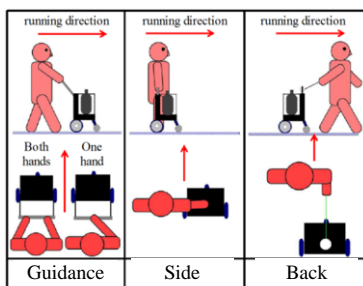 running direction
running direction
running direction
Both
hands
One
hand
Guidance
Side
Back